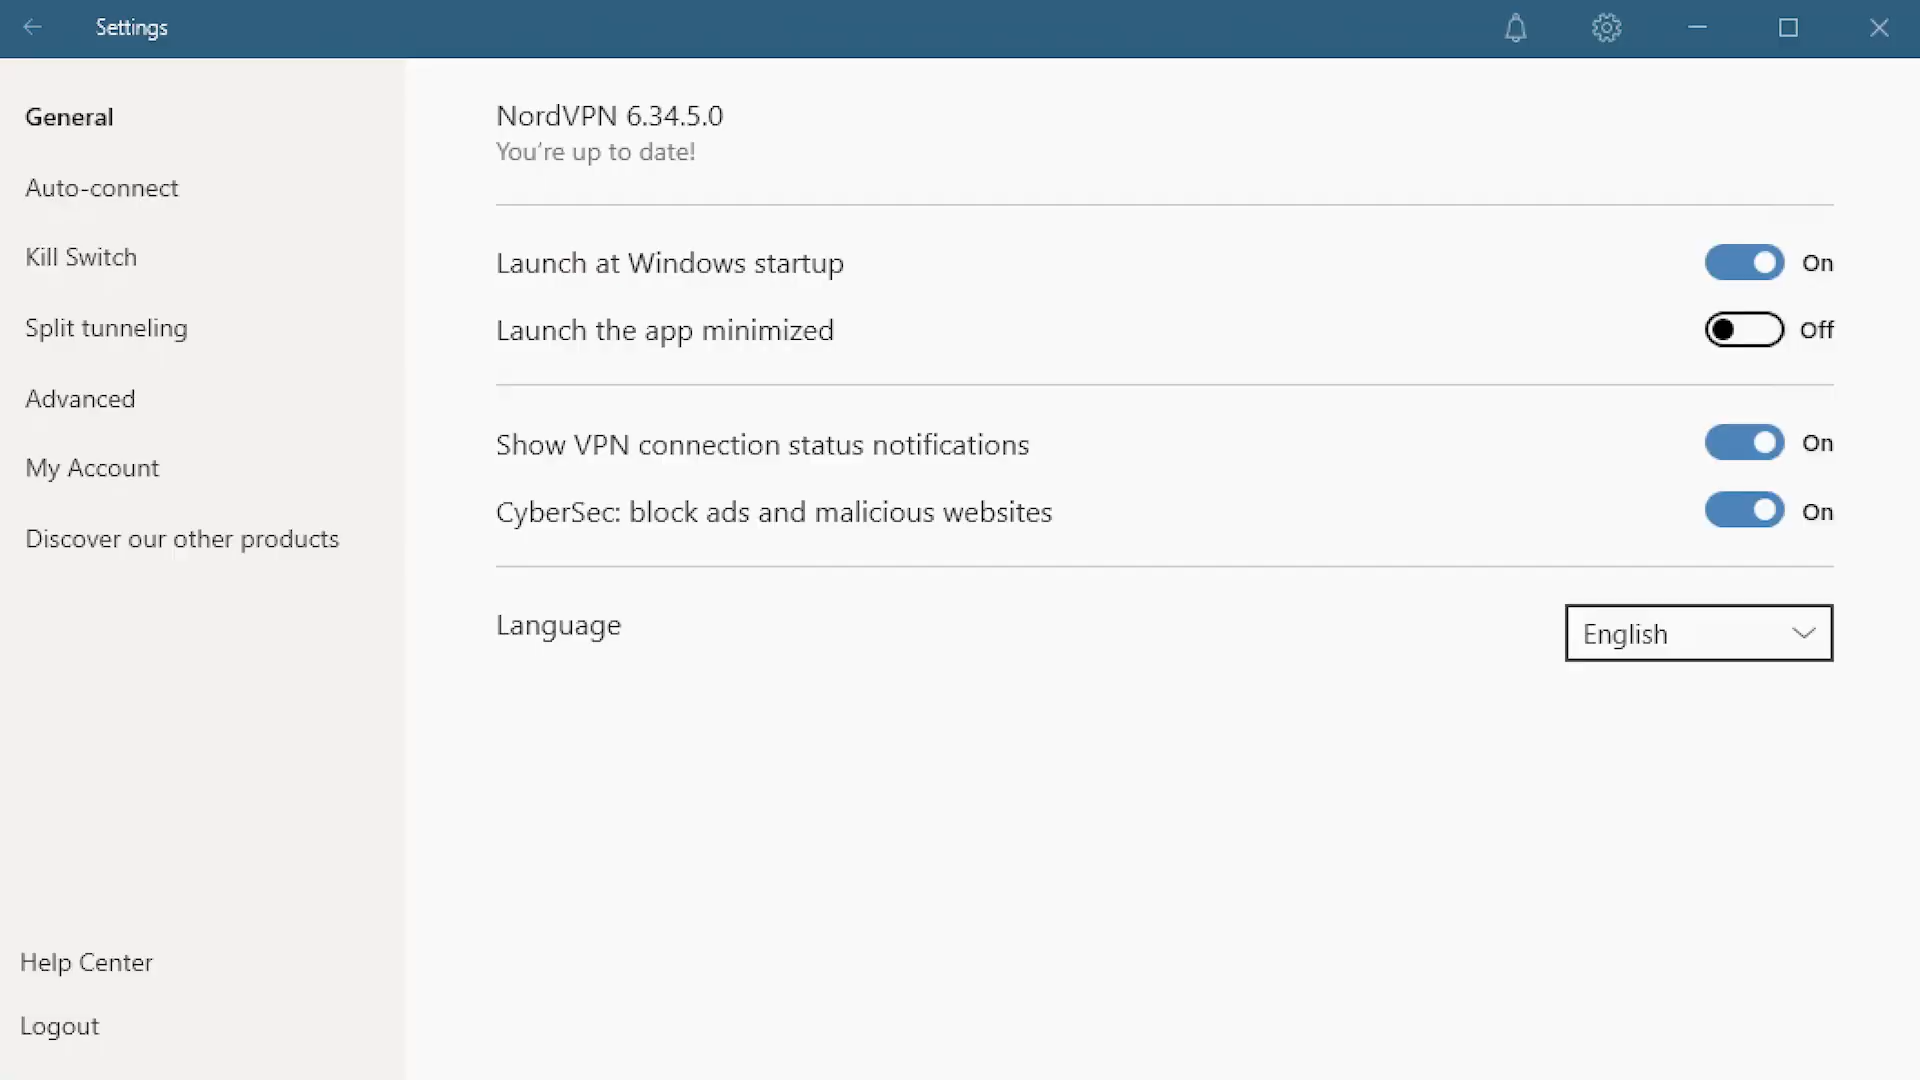 Settings
General
Auto-connect
Kill Switch
Split tunneling
Advanced
My Account
Discover our other products
Help Center
Logout
NordVPN 6.34.5.0
You're up to date!
Launch at Windows startup On
Launch the app minimized Off
Show VPN connection status notifications On
CyberSec: block ads and malicious websites On
Language English